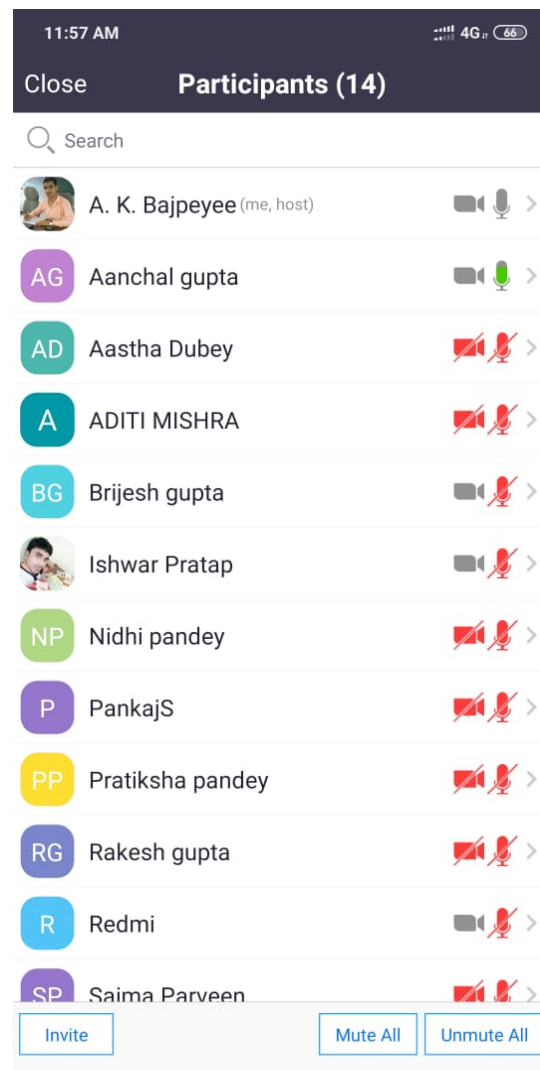 11:57 AM 4G 66
Close Participants (14)
Search
A. K. Bajpeyee (me, host)
AG Aanchal gupta
AD Aastha Dubey
A ADITI MISHRA
BG Brijesh gupta
Ishwar Pratap
NP Nidhi pandey
P PankajS
PP Pratiksha pandey
RG Rakesh gupta
R Redmi
SP Saima Parveen
Invite Mute All Unmute All